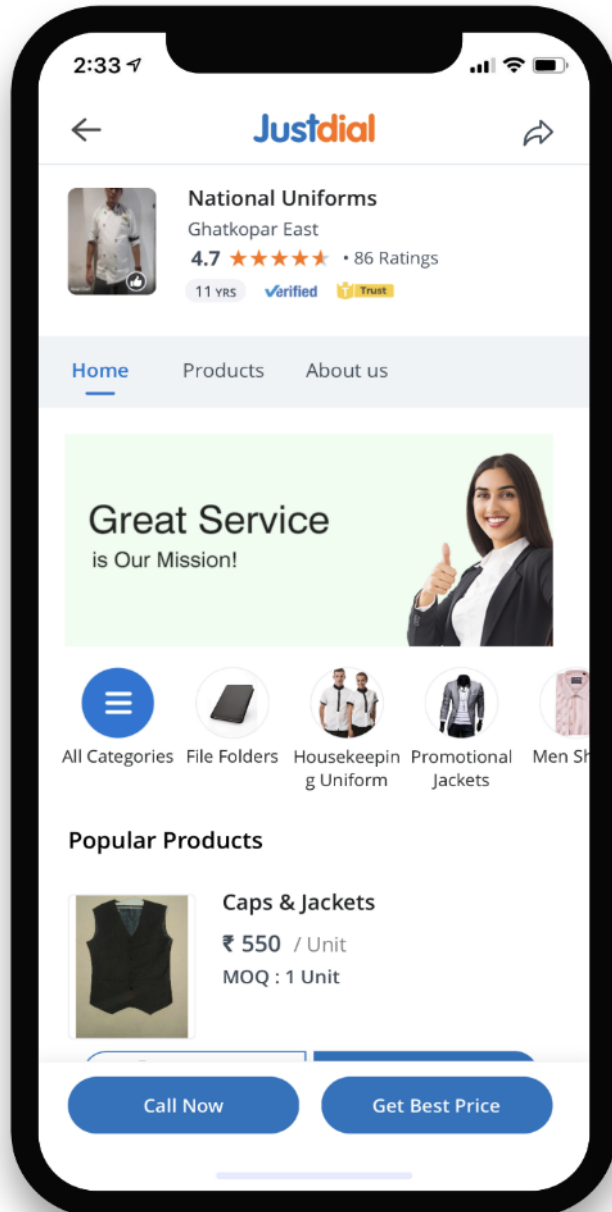 2:33
Justdial
National Uniforms
Ghatkopar East
4.7 • 86 Ratings
11 YRS Verified T Trust
Home Products About us
Great Service
is Our Mission!
All Categories File Folders Housekeepin Promotional Men Sh
g Uniform Jackets
Popular Products
Caps & Jackets
₹ 550 / Unit
MOQ : 1 Unit
Call Now Get Best Price